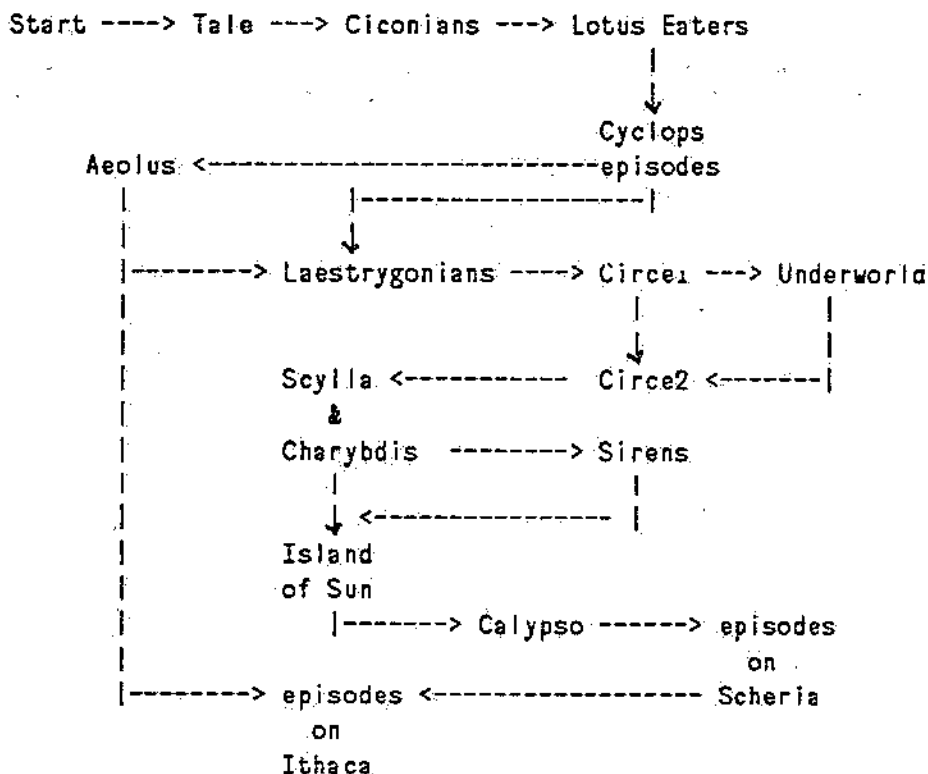 Start ----> Tale ---> Ciconians ---> Lotus Eaters
Cyclops
Aeolus <--------------------episodes
|--------> Laestrygonians ----> Circe1 ---> Underworld
Scylla <--------- Circe2 <------|
&
Charybdis --------> Sirens
Island
of Sun
|-------> Calypso ------> episodes
on
|--------> episodes <----------------- Scheria
on
Ithaca